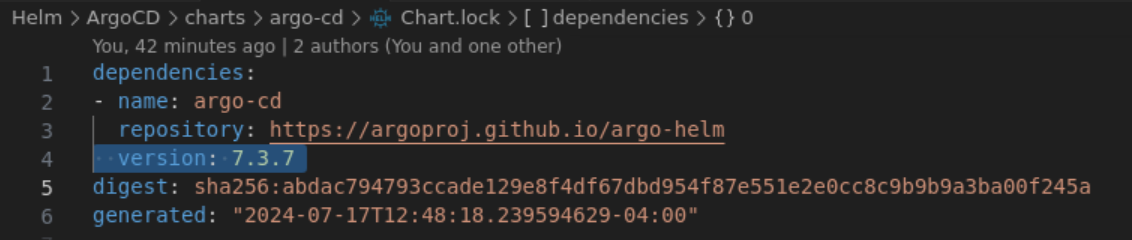 Helm > ArgoCD > charts > argo-cd > Chart.lock > [ ] dependencies > {} 0
You, 42 minutes ago | 2 authors (You and one other)
1 dependencies:
2 - name: argo-cd
3 repository: https://argoproj.github.io/argo-helm
4 version: 7.3.7
5 digest: sha256:abdac794793ccade129e8f4df67dbd954f87e551e2e0cc8c9b9b9a3ba00f245a
6 generated: "2024-07-17T12:48:18.239594629-04:00"